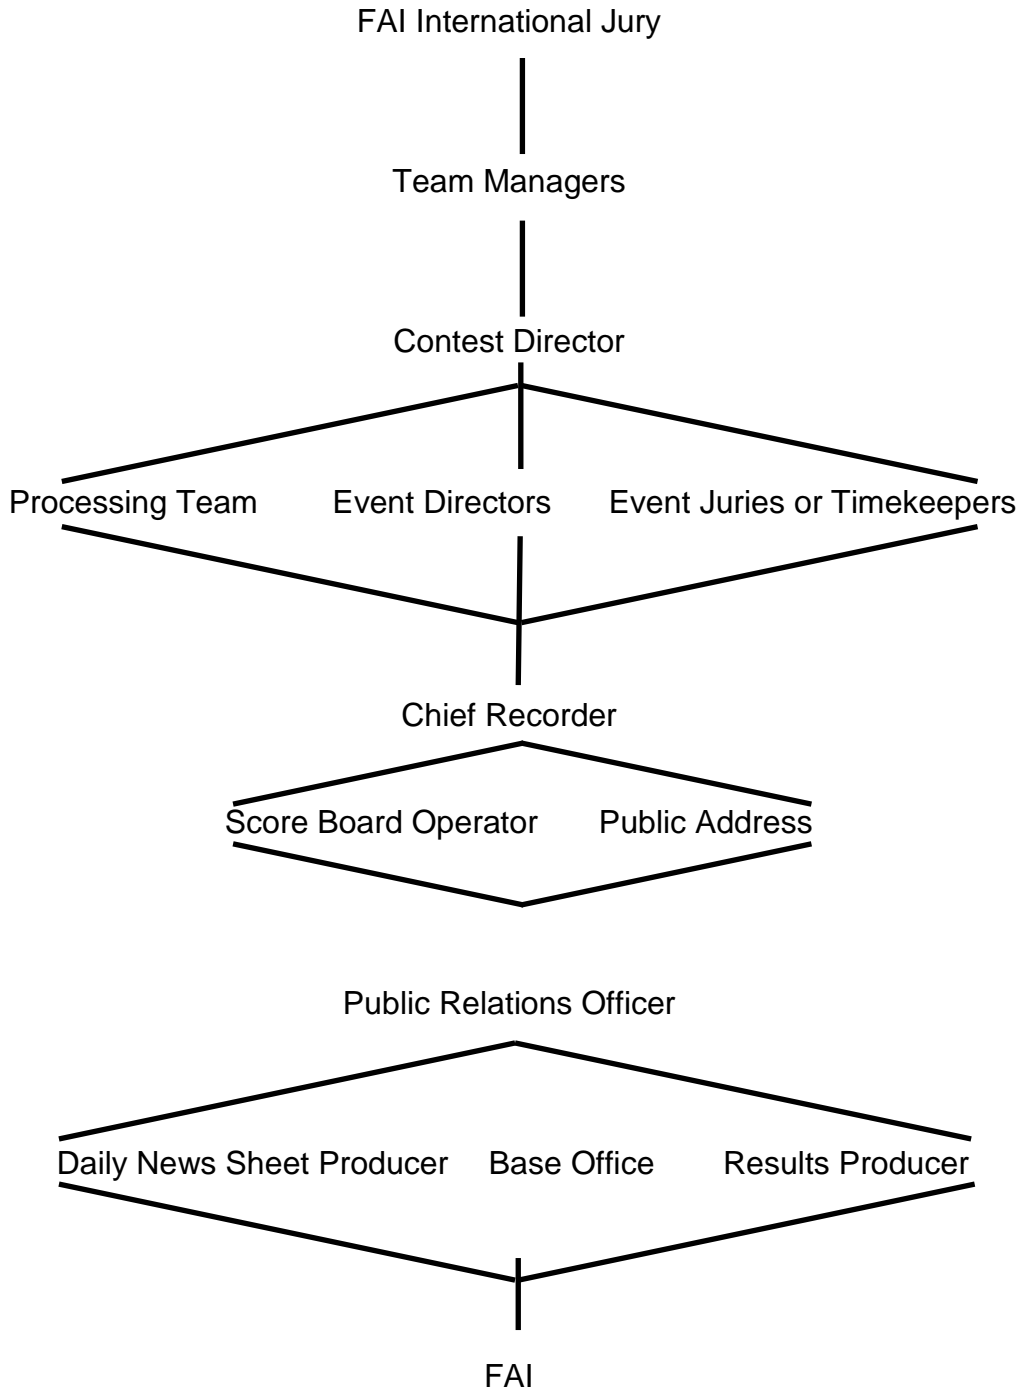 FAI International Jury
Team Managers
Contest Director
Processing Team Event Directors Event Juries or Timekeepers
Chief Recorder
Score Board Operator Public Address
Public Relations Officer
Daily News Sheet Producer Base Office Results Producer
FAI